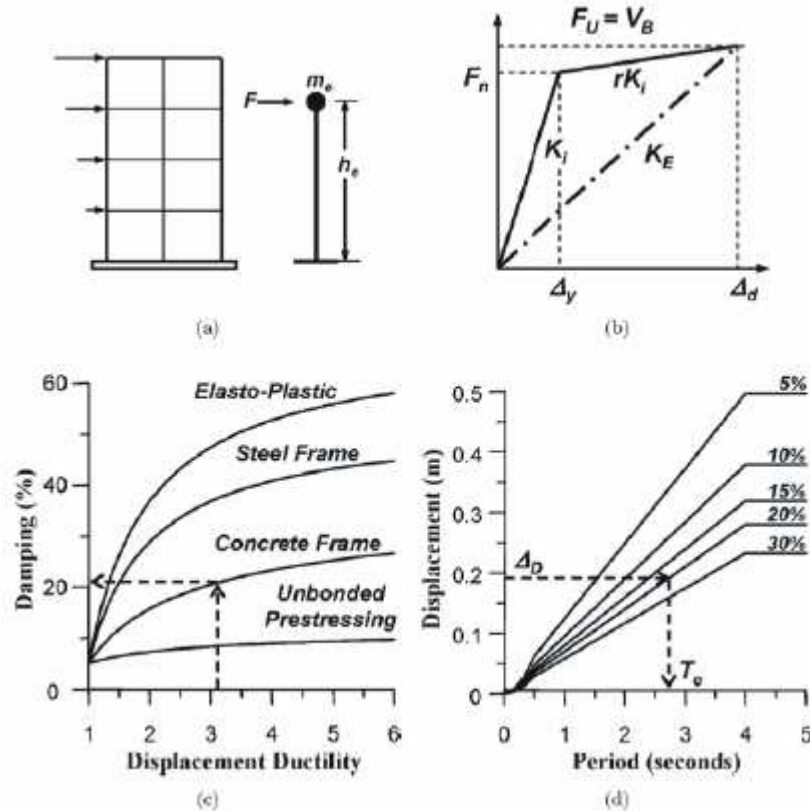 F
m_e
h_e
(a)
F_U = V_B
F_n
rK_i
K_i
K_E
Δ_y
Δ_d
(b)
60
40
20
0
Damping (%)
Elasto-Plastic
Steel Frame
Concrete Frame
Unbonded
Prestressing
1 2 3 4 5 6
Displacement Ductility
(c)
0.5
0.4
0.3
0.2
0.1
0
Displacement (m)
5%
10%
15%
20%
30%
Δ_D
T_e
0 1 2 3 4 5
Period (seconds)
(d)